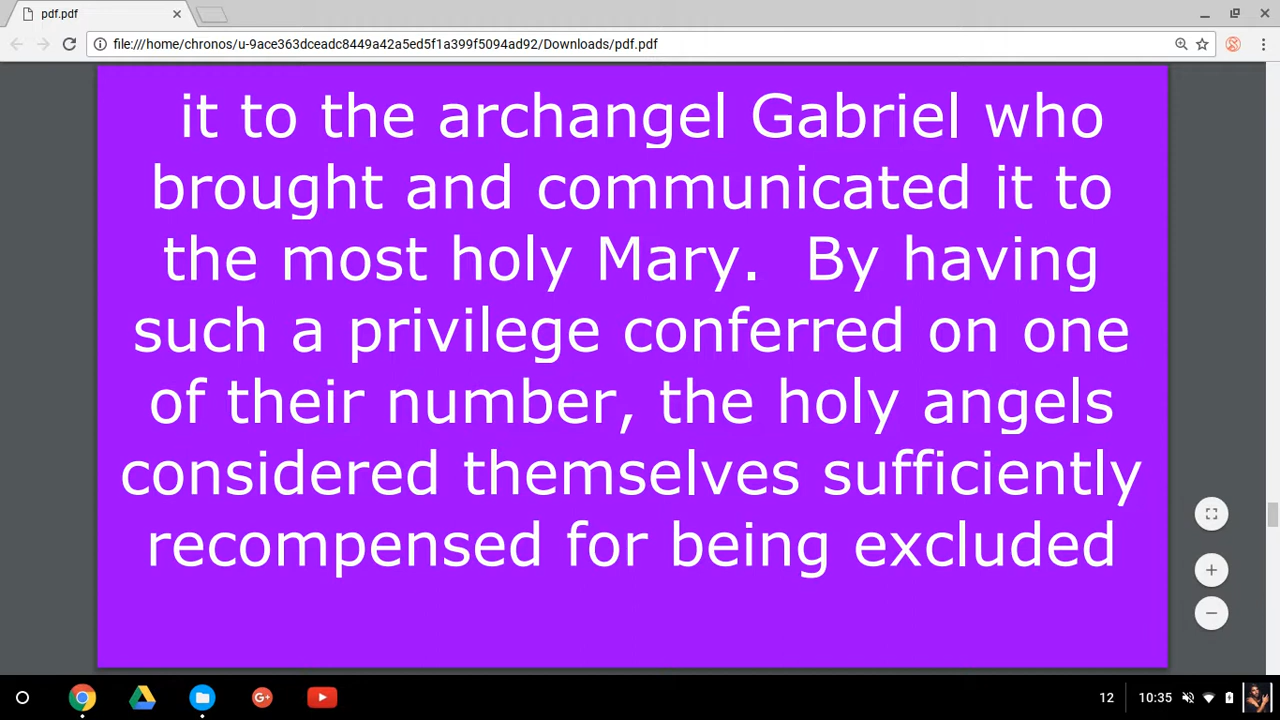 pdf.pdf
file:///home/chronos/u-9ace363dceadc8449a42a5ed5f1a399f5094ad92/Downloads/pdf.pdf
it to the archangel Gabriel who
brought and communicated it to
the most holy Mary.  By having
such a privilege conferred on one
of their number, the holy angels
considered themselves sufficiently
recompensed for being excluded
12 10:35